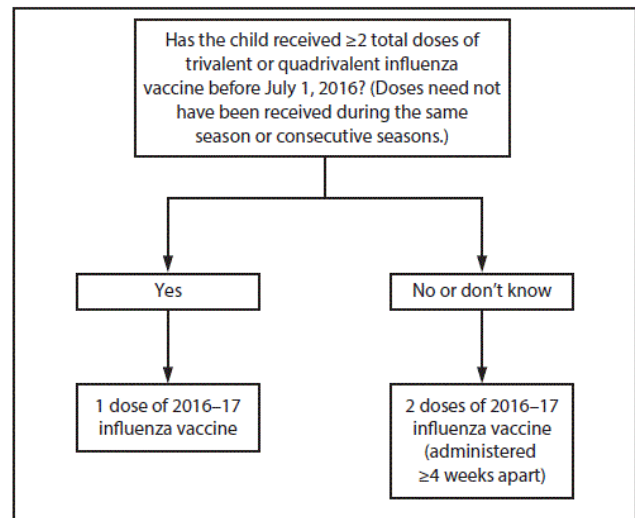 Has the child received ≥2 total doses of
trivalent or quadrivalent influenza
vaccine before July 1, 2016? (Doses need not
have been received during the same
season or consecutive seasons.)
Yes
No or don’t know
1 dose of 2016–17
influenza vaccine
2 doses of 2016–17
influenza vaccine
(administered
≥4 weeks apart)